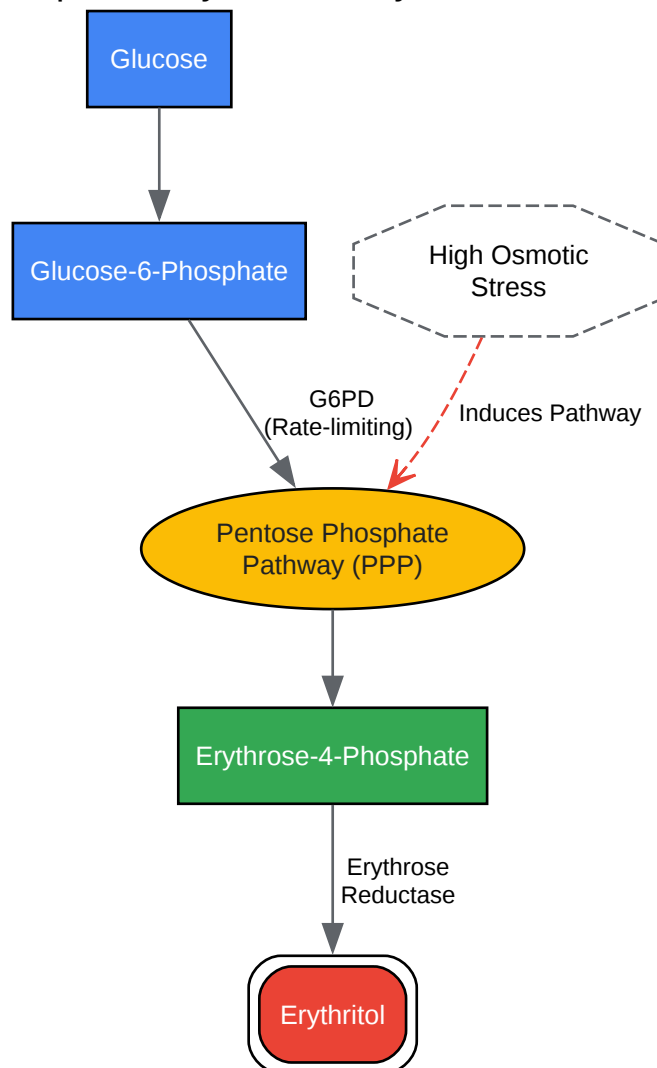 Glucose
Glucose-6-Phosphate
High Osmotic
Stress
G6PD
(Rate-limiting)
Induces Pathway
Pentose Phosphate
Pathway (PPP)
Erythrose-4-Phosphate
Erythrose
Reductase
Erythritol